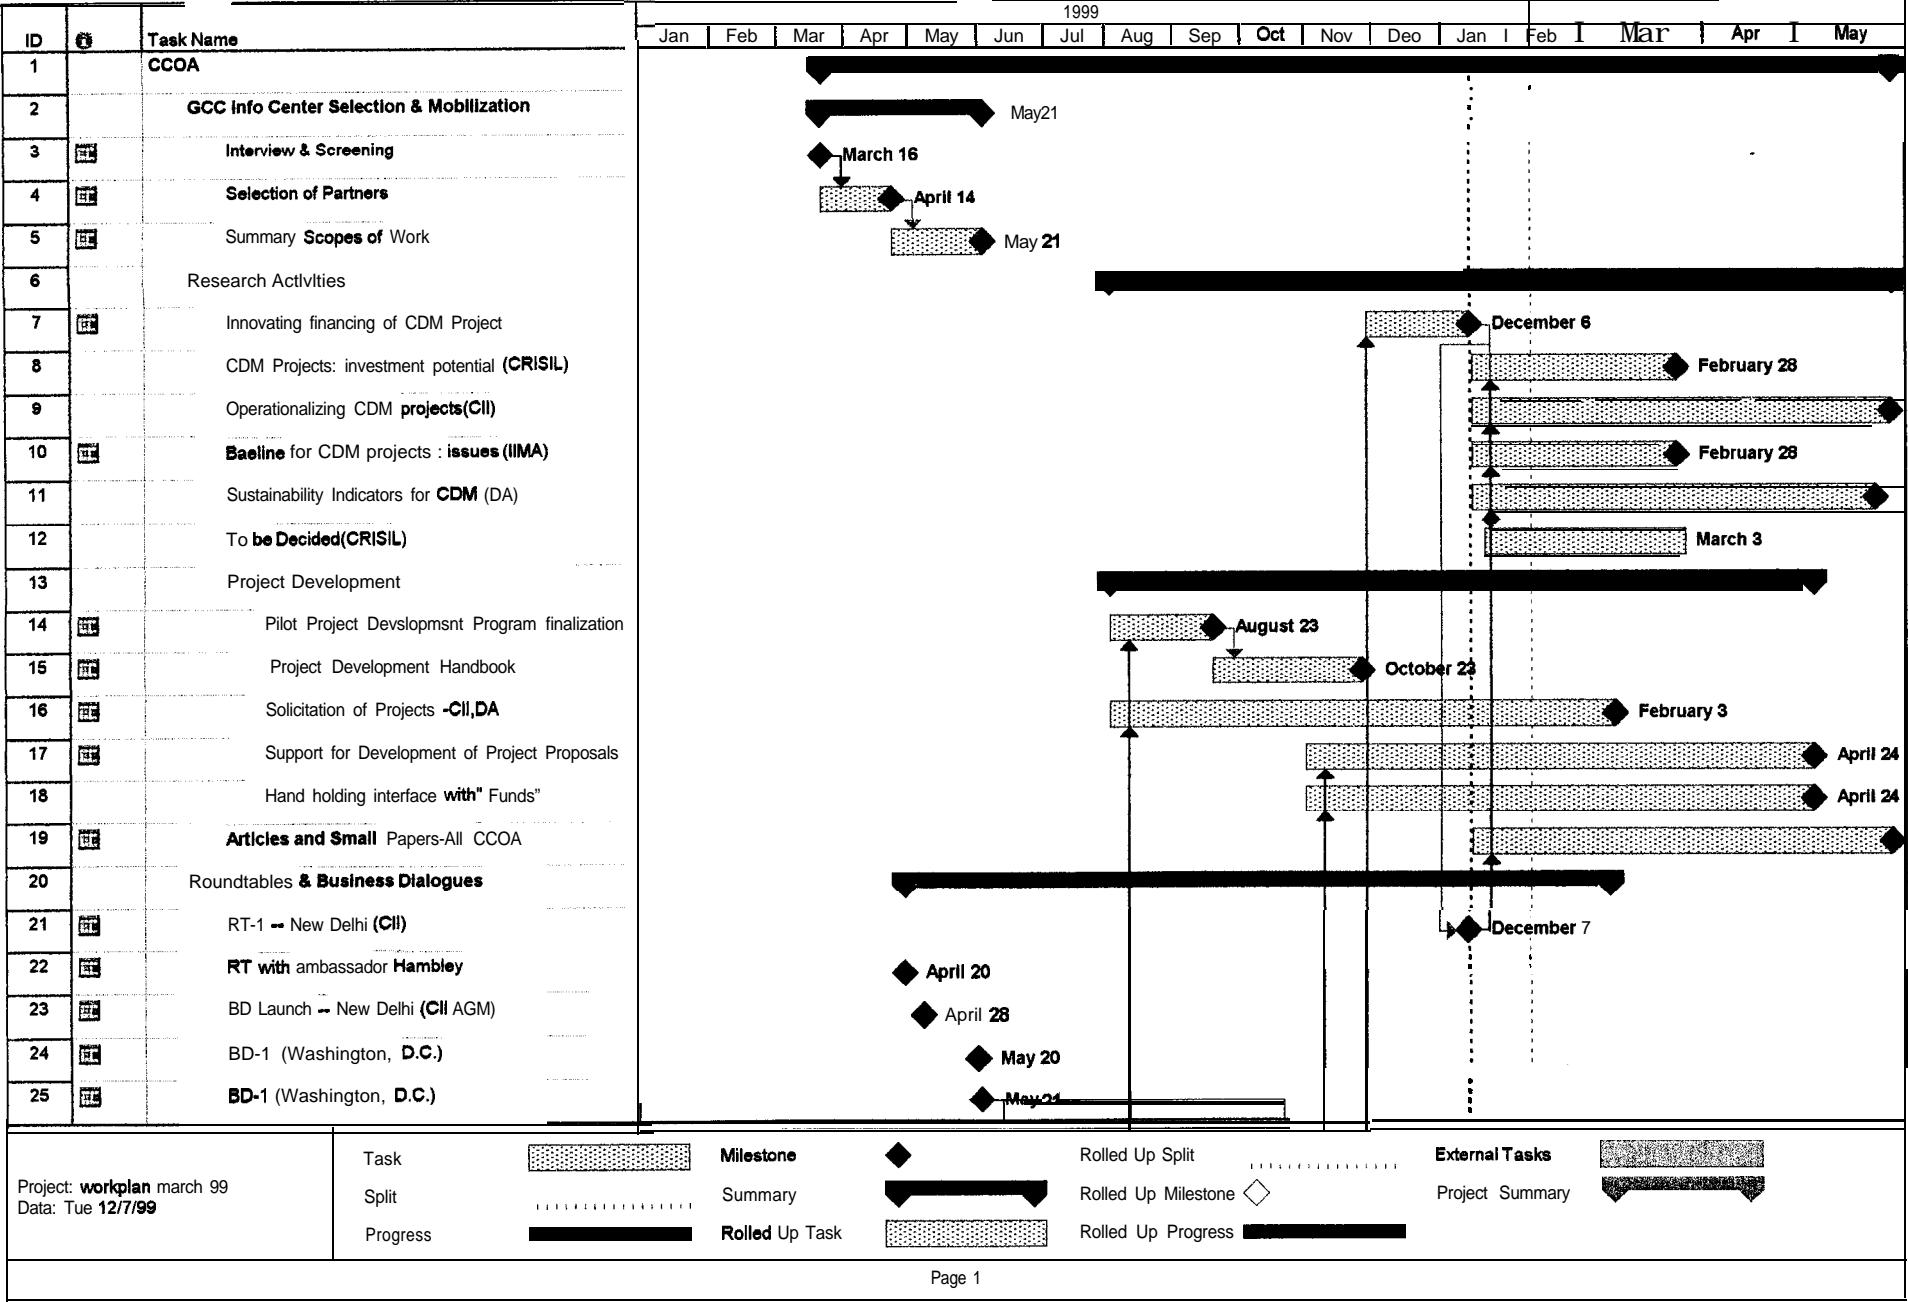 1999
ID Task Name Jan Feb Mar Apr May Jun Jul Aug Sep Oct Nov Deo Jan Feb Mar Apr May
1 CCOA
2 GCC Info Center Selection & Mobilization May21
3 Interview & Screening March 16
4 Selection of Partners April 14
5 Summary Scopes of Work May 21
6 Research Activities
7 Innovating financing of CDM Project December 6
8 CDM Projects: investment potential (CRISIL) February 28
9 Operationalizing CDM projects(CII)
10 Baeline for CDM projects : issues (IIMA) February 28
11 Sustainability Indicators for CDM (DA)
12 To be Decided(CRISIL) March 3
13 Project Development
14 Pilot Project Devslopmsnt Program finalization August 23
15 Project Development Handbook October 23
16 Solicitation of Projects -CII,DA February 3
17 Support for Development of Project Proposals April 24
18 Hand holding interface with" Funds" April 24
19 Articles and Small Papers-All CCOA
20 Roundtables & Business Dialogues
21 RT-1 -- New Delhi (CII) December 7
22 RT with ambassador Hambley April 20
23 BD Launch -- New Delhi (CII AGM) April 28
24 BD-1 (Washington, D.C.) May 20
25 BD-1 (Washington, D.C.) May 21
Project: workplan march 99
Data: Tue 12/7/99
Task Milestone Rolled Up Split External Tasks
Split Summary Rolled Up Milestone Project Summary
Progress Rolled Up Task Rolled Up Progress
Page 1